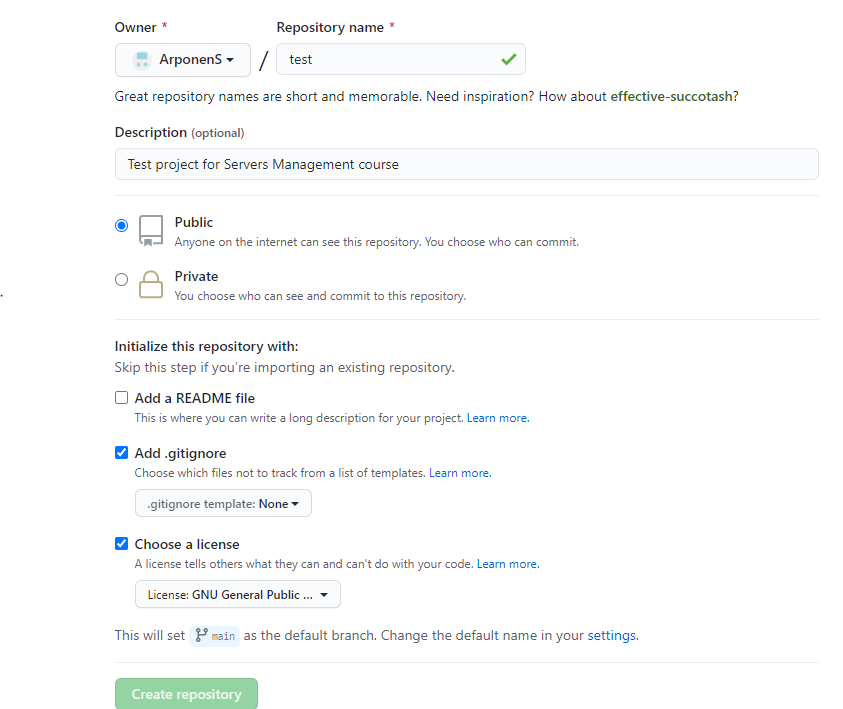 Owner * Repository name *
ArponenS / test
Great repository names are short and memorable. Need inspiration? How about effective-succotash?
Description (optional)
Test project for Servers Management course
Public
Anyone on the internet can see this repository. You choose who can commit.
Private
You choose who can see and commit to this repository.
Initialize this repository with:
Skip this step if you're importing an existing repository.
Add a README file
This is where you can write a long description for your project. Learn more.
Add .gitignore
Choose which files not to track from a list of templates. Learn more.
.gitignore template: None
Choose a license
A license tells others what they can and can't do with your code. Learn more.
License: GNU General Public ...
This will set main as the default branch. Change the default name in your settings.
Create repository